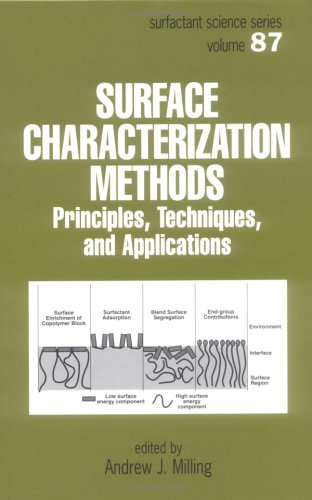 surfactant science series
volume 87
SURFACE
CHARACTERIZATION
METHODS
Principles, Techniques,
and Applications
Surface
Enrichment of
Copolymer Block
Surfactant
Adsorption
Blend Surface
Segregation
End-group
Contributions
Environment
Interface
Surface
Region
Low surface
energy component
High surface
energy component
edited by
Andrew J. Milling